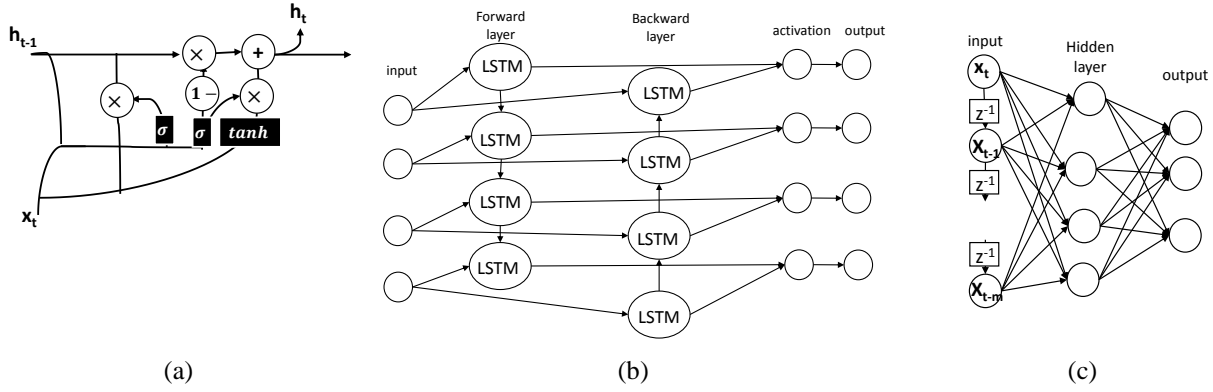 h_t
h_{t-1}
×
+
×
1 −
×
σ
σ
tanh
x_t
(a)
Forward
layer
Backward
layer
activation
output
input
LSTM
LSTM
LSTM
LSTM
LSTM
LSTM
LSTM
LSTM
(b)
input
x_t
Hidden
layer
output
z^{-1}
X_{t-1}
z^{-1}
z^{-1}
X_{t-m}
(c)